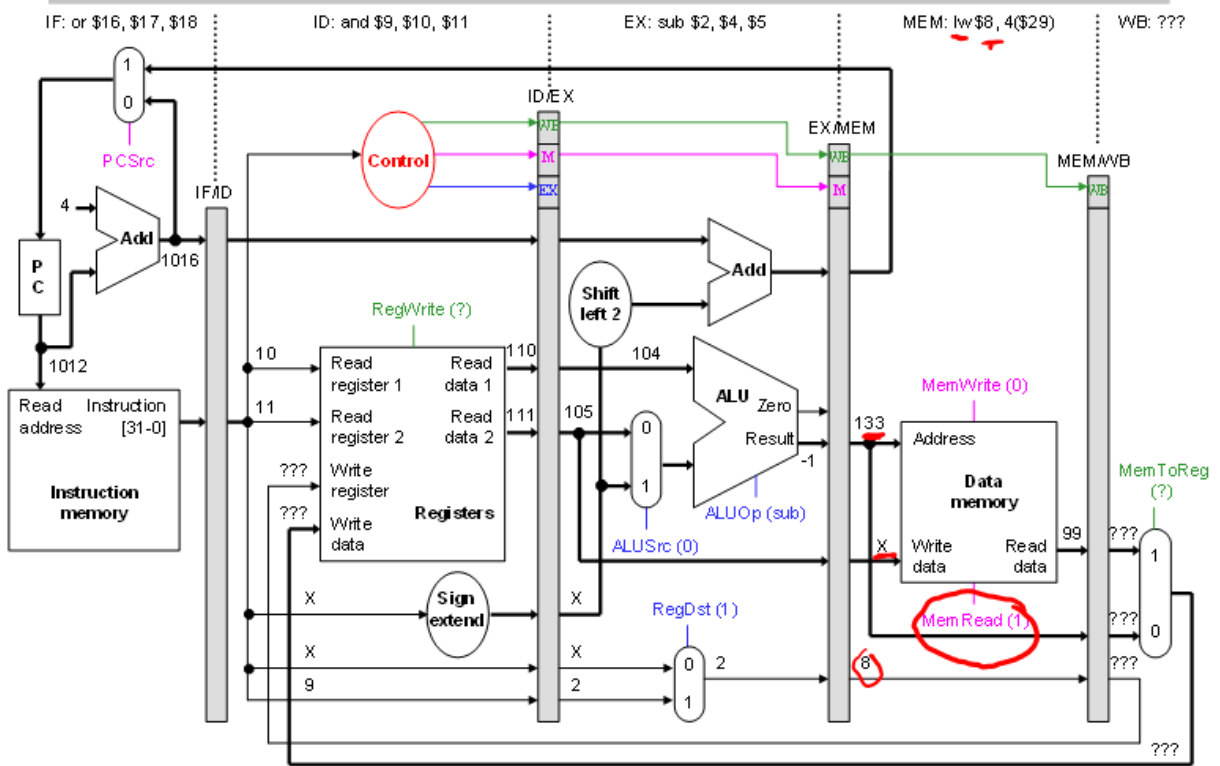 IF: or $16, $17, $18
ID: and $9, $10, $11
EX: sub $2, $4, $5
MEM: lw $8, 4($29)
WB: ???
1
0
PCSrc
4
Add
1016
P
C
1012
Read
address
Instruction
[31-0]
Instruction
memory
IF/ID
Control
ID/EX
WB
M
EX
RegWrite (?)
10
11
???
???
Read
register 1
Read
data 1
Read
register 2
Read
data 2
Write
register
Write
data
Registers
110
111
X
Sign
extend
X
X
X
9
2
Shift
left 2
Add
104
105
0
1
ALUSrc (0)
ALU
Zero
Result
-1
ALUOp (sub)
RegDst (1)
0
1
2
EX/MEM
WB
M
133
X
8
MemWrite (0)
Address
Data
memory
Write
data
Read
data
MemRead (1)
99
MEM/WB
WB
???
???
???
MemToReg
(?)
1
0
???